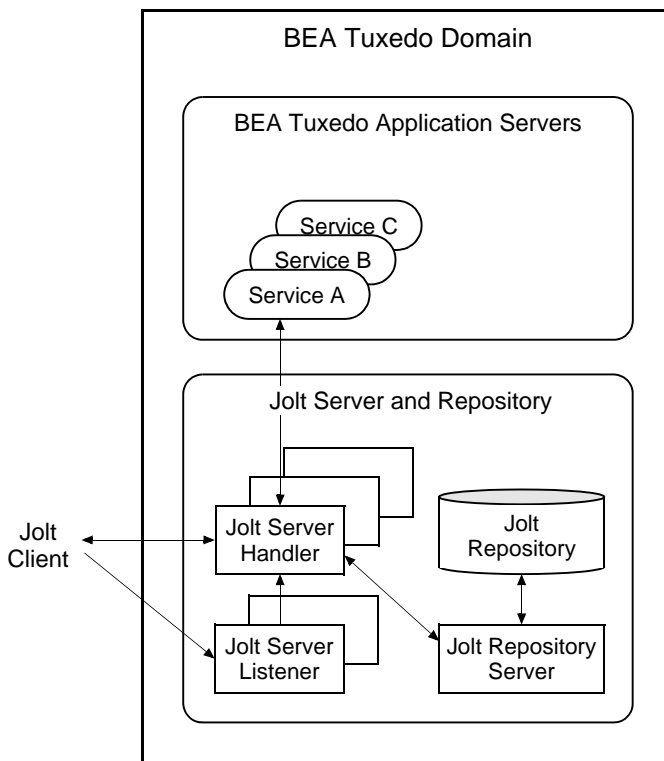 BEA Tuxedo Domain
BEA Tuxedo Application Servers
Service C
Service B
Service A
Jolt Server and Repository
Jolt
Client
Jolt Server
Handler
Jolt
Repository
Jolt Server
Listener
Jolt Repository
Server